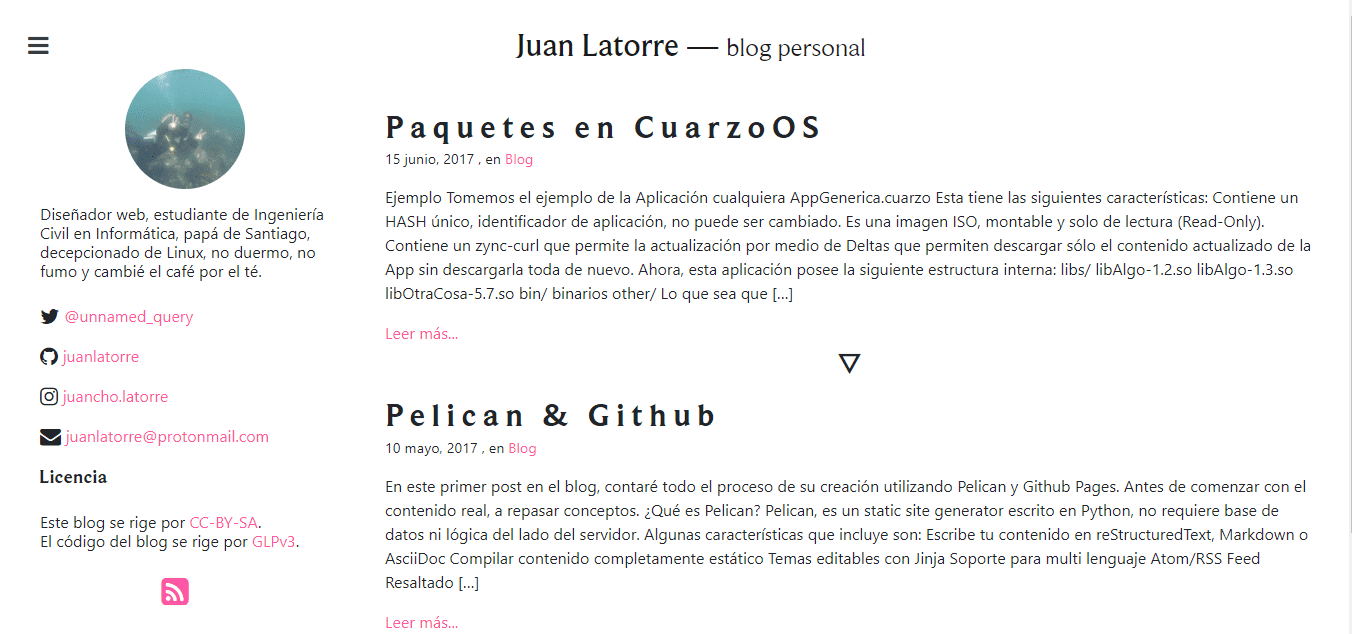 Juan Latorre — blog personal
Diseñador web, estudiante de Ingeniería
Civil en Informática, papá de Santiago,
decepcionado de Linux, no duermo, no
fumo y cambié el café por el té.
@unnamed_query
juanlatorre
juancho.latorre
juanlatorre@protonmail.com
Licencia
Este blog se rige por CC-BY-SA.
El código del blog se rige por GLPv3.
Paquetes en CuarzoOS
15 junio, 2017 , en Blog
Ejemplo Tomemos el ejemplo de la Aplicación cualquiera AppGenerica.cuarzo Esta tiene las siguientes características: Contiene un
HASH único, identificador de aplicación, no puede ser cambiado. Es una imagen ISO, montable y solo de lectura (Read-Only).
Contiene un zync-curl que permite la actualización por medio de Deltas que permiten descargar sólo el contenido actualizado de la
App sin descargarla toda de nuevo. Ahora, esta aplicación posee la siguiente estructura interna: libs/ libAlgo-1.2.so libAlgo-1.3.so
libOtraCosa-5.7.so bin/ binarios other/ Lo que sea que [...]
Leer más...
Pelican & Github
10 mayo, 2017 , en Blog
En este primer post en el blog, contaré todo el proceso de su creación utilizando Pelican y Github Pages. Antes de comenzar con el
contenido real, a repasar conceptos. ¿Qué es Pelican? Pelican, es un static site generator escrito en Python, no requiere base de
datos ni lógica del lado del servidor. Algunas características que incluye son: Escribe tu contenido en reStructuredText, Markdown o
AsciiDoc Compilar contenido completamente estático Temas editables con Jinja Soporte para multi lenguaje Atom/RSS Feed
Resaltado [...]
Leer más...